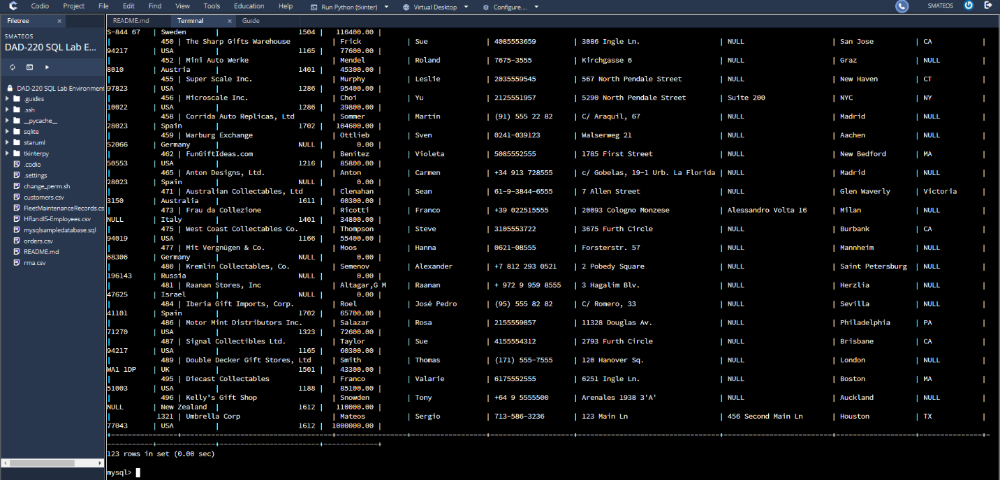 Codio Project File Edit Find View Tools Education Help Run Python (tkinter) Virtual Desktop Configure... SMATEOS
Filetree x README.md Terminal x Guide
SMATEOS
DAD-220 SQL Lab E...
DAD-220 SQL Lab Environment
.guides
.ssh
__pycache__
sqlite
staruml
tkinterpy
.codio
.settings
change_perm.sh
customers.csv
FleetMaintenanceRecords.cs
HRandIS-Employees.csv
mysqlsampledatabase.sql
orders.csv
README.md
rma.csv
S-844 67 | Sweden | 1504 | 116400.00 |
| 450 | The Sharp Gifts Warehouse | Frick | Sue | 4085553659 | 3086 Ingle Ln. | NULL | San Jose | CA |
94217 | USA | 1165 | 77600.00 |
| 452 | Mini Auto Werke | Mendel | Roland | 7675-3555 | Kirchgasse 6 | NULL | Graz | NULL |
8010 | Austria | 1401 | 45300.00 |
| 455 | Super Scale Inc. | Murphy | Leslie | 2035559545 | 567 North Pendale Street | NULL | New Haven | CT |
97823 | USA | 1286 | 95400.00 |
| 456 | Microscale Inc. | Choi | Yu | 2125551957 | 5290 North Pendale Street | Suite 200 | NYC | NY |
10022 | USA | 1286 | 39800.00 |
| 458 | Corrida Auto Replicas, Ltd | Sommer | Martín | (91) 555 22 82 | C/ Araquil, 67 | NULL | Madrid | NULL |
28023 | Spain | 1702 | 104600.00 |
| 459 | Warburg Exchange | Ottlieb | Sven | 0241-039123 | Walserweg 21 | NULL | Aachen | NULL |
52066 | Germany | NULL | 0.00 |
| 462 | FunGiftIdeas.com | Benitez | Violeta | 5085552555 | 1785 First Street | NULL | New Bedford | MA |
50553 | USA | 1216 | 85800.00 |
| 465 | Anton Designs, Ltd. | Anton | Carmen | +34 913 728555 | c/ Gobelas, 19-1 Urb. La Florida | NULL | Madrid | NULL |
28023 | Spain | NULL | 0.00 |
| 471 | Australian Collectables, Ltd | Clenahan | Sean | 61-9-3844-6555 | 7 Allen Street | NULL | Glen Waverly | Victoria |
3150 | Australia | 1611 | 60300.00 |
| 473 | Frau da Collezione | Ricotti | Franco | +39 022515555 | 20093 Cologno Monzese | Alessandro Volta 16 | Milan | NULL |
NULL | Italy | 1401 | 34800.00 |
| 475 | West Coast Collectables Co. | Thompson | Steve | 3105553722 | 3675 Furth Circle | NULL | Burbank | CA |
94019 | USA | 1166 | 55400.00 |
| 477 | Mit Vergnügen & Co. | Moos | Hanna | 0621-08555 | Forsterstr. 57 | NULL | Mannheim | NULL |
68306 | Germany | NULL | 0.00 |
| 480 | Kremlin Collectables, Co. | Semenov | Alexander | +7 812 293 0521 | 2 Pobedy Square | NULL | Saint Petersburg | NULL |
196143 | Russia | NULL | 0.00 |
| 481 | Raanan Stores, Inc | Altagar,G M | Raanan | + 972 9 959 8555 | 3 Hagalim Blv. | NULL | Herzlia | NULL |
47625 | Israel | NULL | 0.00 |
| 484 | Iberia Gift Imports, Corp. | Roel | José Pedro | (95) 555 82 82 | C/ Romero, 33 | NULL | Sevilla | NULL |
41101 | Spain | 1702 | 65700.00 |
| 486 | Motor Mint Distributors Inc. | Salazar | Rosa | 2155559857 | 11328 Douglas Av. | NULL | Philadelphia | PA |
71270 | USA | 1323 | 72600.00 |
| 487 | Signal Collectibles Ltd. | Taylor | Sue | 4155554312 | 2793 Furth Circle | NULL | Brisbane | CA |
94217 | USA | 1165 | 60300.00 |
| 489 | Double Decker Gift Stores, Ltd | Smith | Thomas | (171) 555-7555 | 120 Hanover Sq. | NULL | London | NULL |
WA1 1DP | UK | 1501 | 43300.00 |
| 495 | Diecast Collectables | Franco | Valarie | 6175552555 | 6251 Ingle Ln. | NULL | Boston | MA |
51003 | USA | 1188 | 85100.00 |
| 496 | Kelly's Gift Shop | Snowden | Tony | +64 9 5555500 | Arenales 1938 3'A' | NULL | Auckland | NULL |
NULL | New Zealand | 1612 | 110000.00 |
| 1321 | Umbrella Corp | Mateos | Sergio | 713-586-3236 | 123 Main Ln | 456 Second Main Ln | Houston | TX |
77043 | USA | 1612 | 1000000.00 |
123 rows in set (0.00 sec)
mysql>